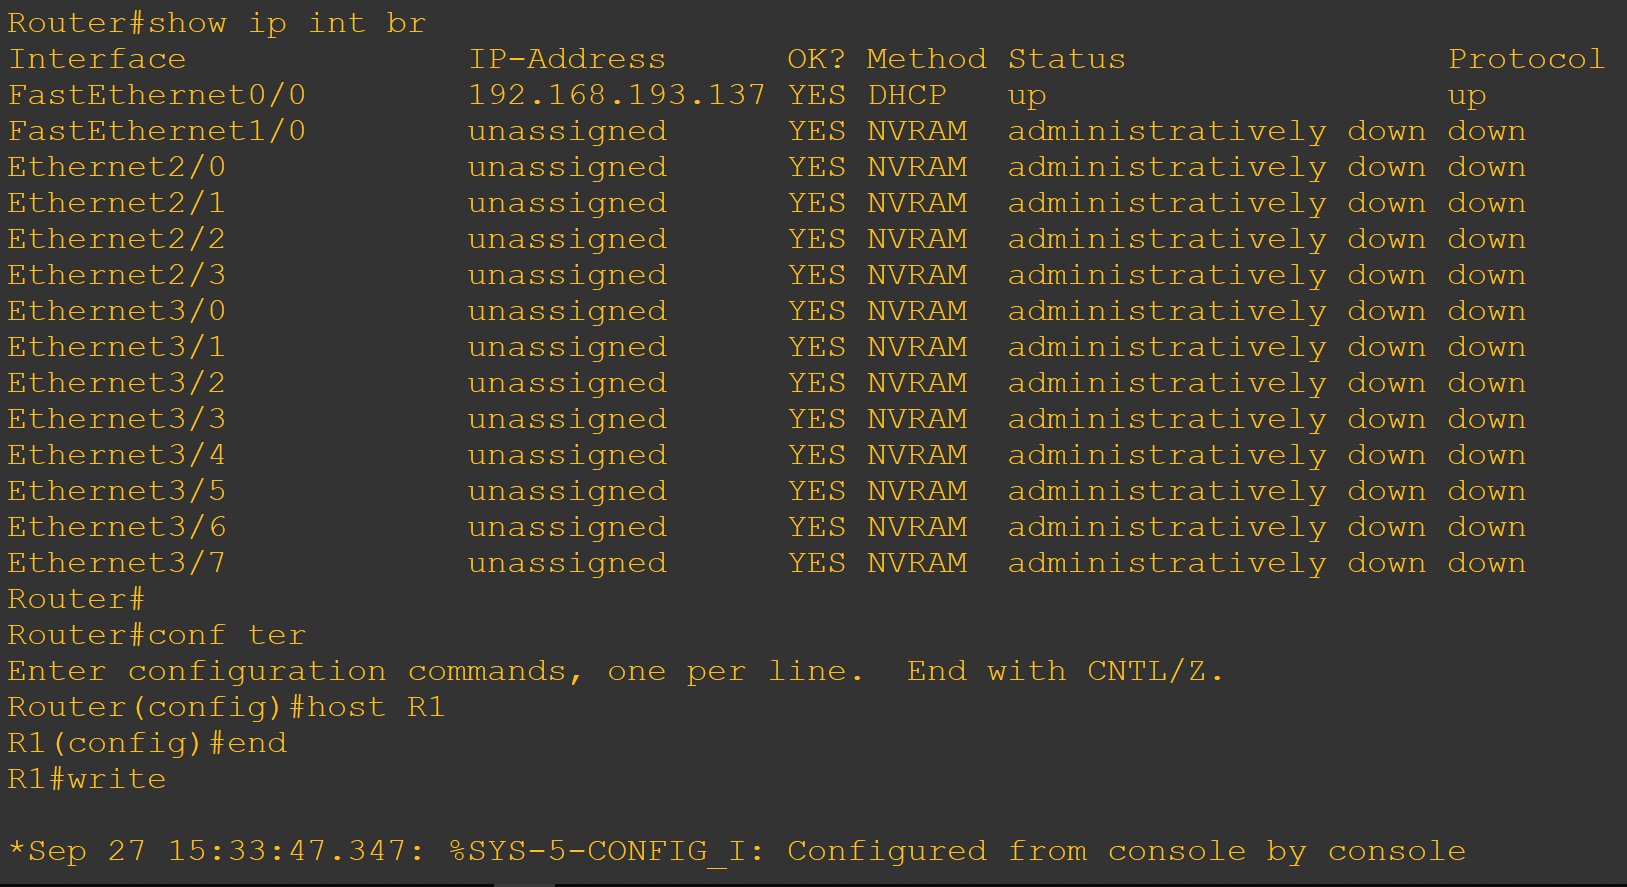 Router#show ip int br
Interface              IP-Address      OK? Method Status                Protocol
FastEthernet0/0        192.168.193.137 YES DHCP   up                    up
FastEthernet1/0        unassigned      YES NVRAM  administratively down down
Ethernet2/0            unassigned      YES NVRAM  administratively down down
Ethernet2/1            unassigned      YES NVRAM  administratively down down
Ethernet2/2            unassigned      YES NVRAM  administratively down down
Ethernet2/3            unassigned      YES NVRAM  administratively down down
Ethernet3/0            unassigned      YES NVRAM  administratively down down
Ethernet3/1            unassigned      YES NVRAM  administratively down down
Ethernet3/2            unassigned      YES NVRAM  administratively down down
Ethernet3/3            unassigned      YES NVRAM  administratively down down
Ethernet3/4            unassigned      YES NVRAM  administratively down down
Ethernet3/5            unassigned      YES NVRAM  administratively down down
Ethernet3/6            unassigned      YES NVRAM  administratively down down
Ethernet3/7            unassigned      YES NVRAM  administratively down down
Router#
Router#conf ter
Enter configuration commands, one per line.  End with CNTL/Z.
Router(config)#host R1
R1(config)#end
R1#write
*Sep 27 15:33:47.347: %SYS-5-CONFIG_I: Configured from console by console